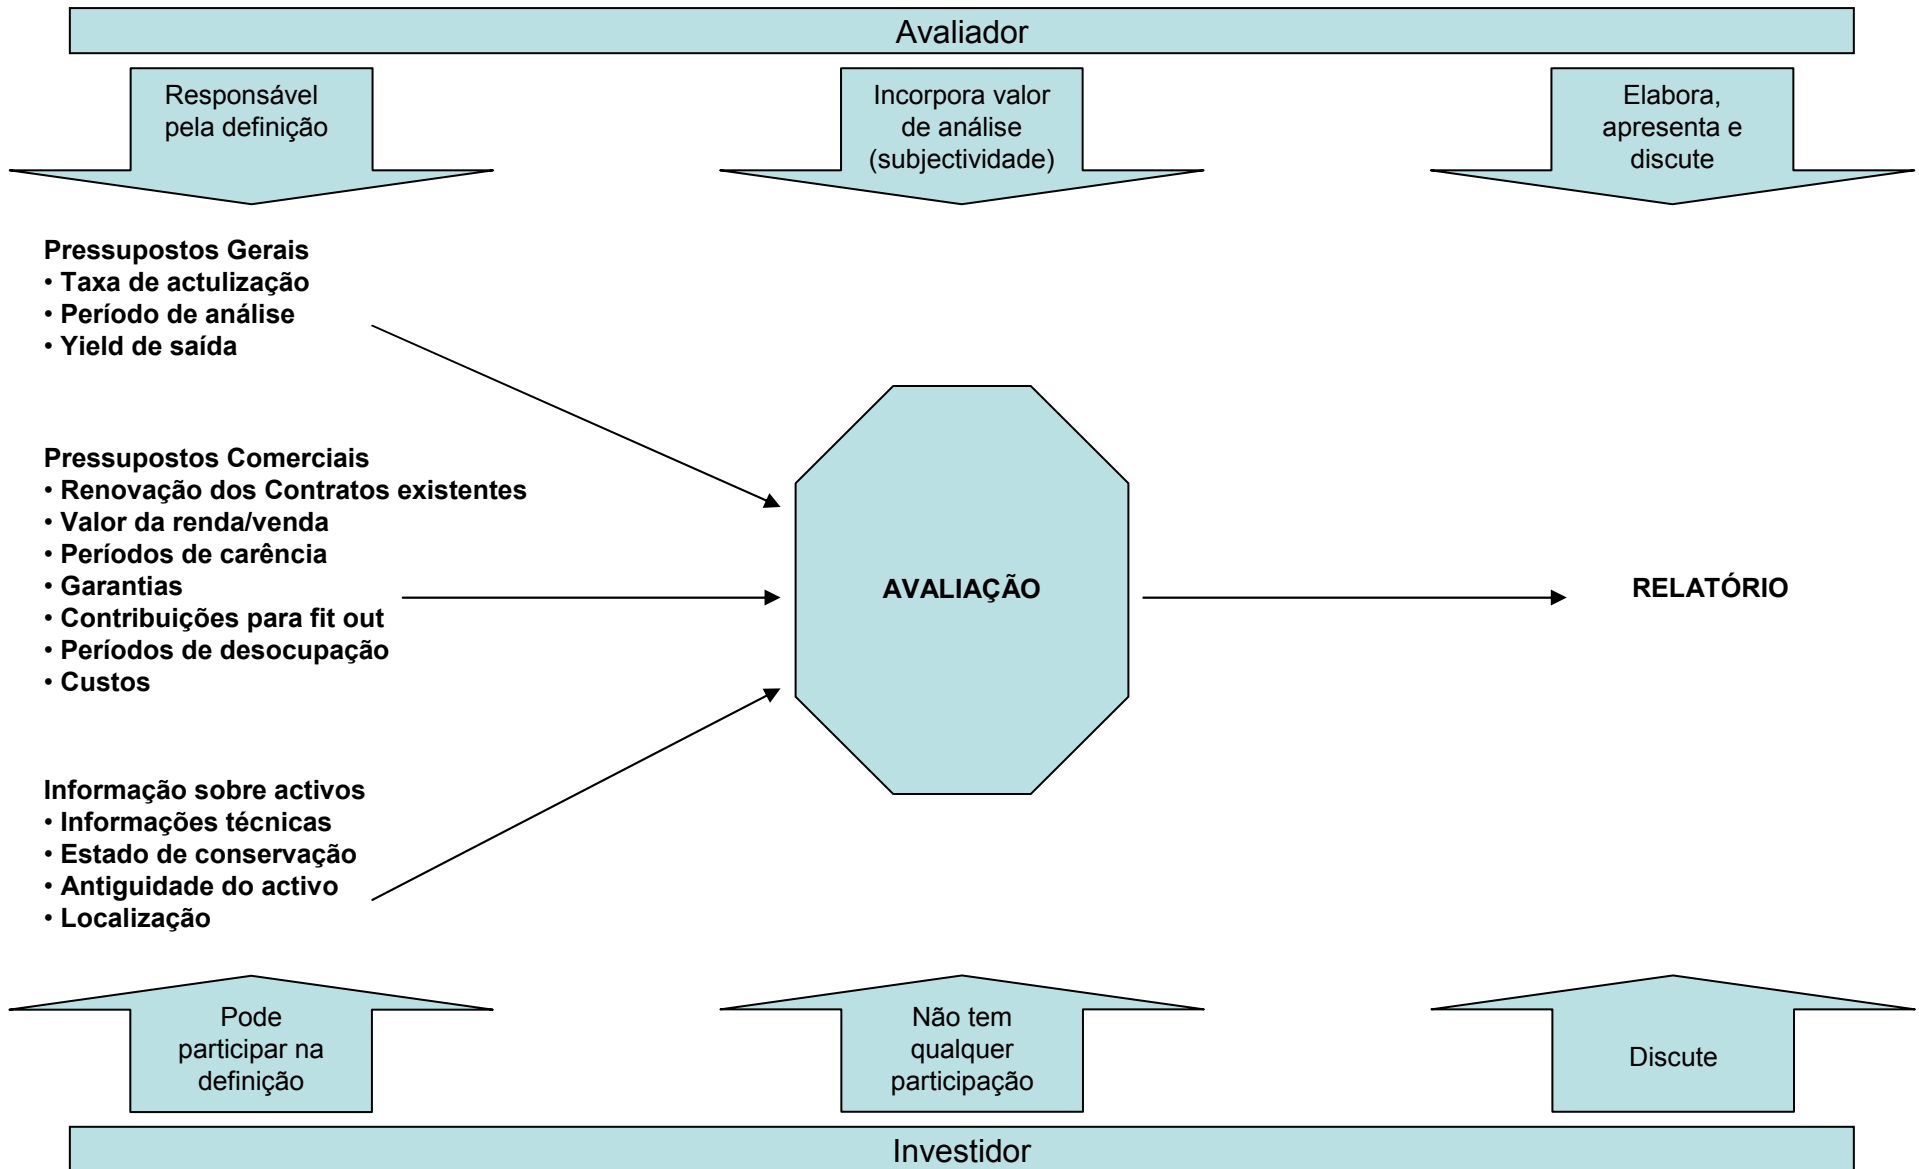 Avaliador
Responsável
pela definição
Incorpora valor
de análise
(subjectividade)
Elabora,
apresenta e
discute
Pressupostos Gerais
• Taxa de actulização
• Período de análise
• Yield de saída
Pressupostos Comerciais
• Renovação dos Contratos existentes
• Valor da renda/venda
• Períodos de carência
• Garantias
• Contribuições para fit out
• Períodos de desocupação
• Custos
AVALIAÇÃO
RELATÓRIO
Informação sobre activos
• Informações técnicas
• Estado de conservação
• Antiguidade do activo
• Localização
Pode
participar na
definição
Não tem
qualquer
participação
Discute
Investidor